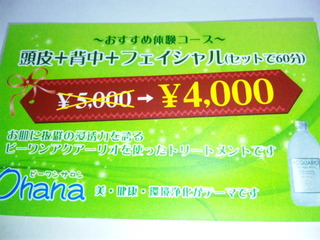 ～おすすめ体験コース～
頭皮＋背中＋フェイシャル(セットで60分)
￥5,000 → ￥4,000
お肌に抜群の浸透力を誇る
ビーワンアクアーリオを使ったトリートメントです
ビーワンサロン
Ohana
美・健康・環境浄化がテーマです